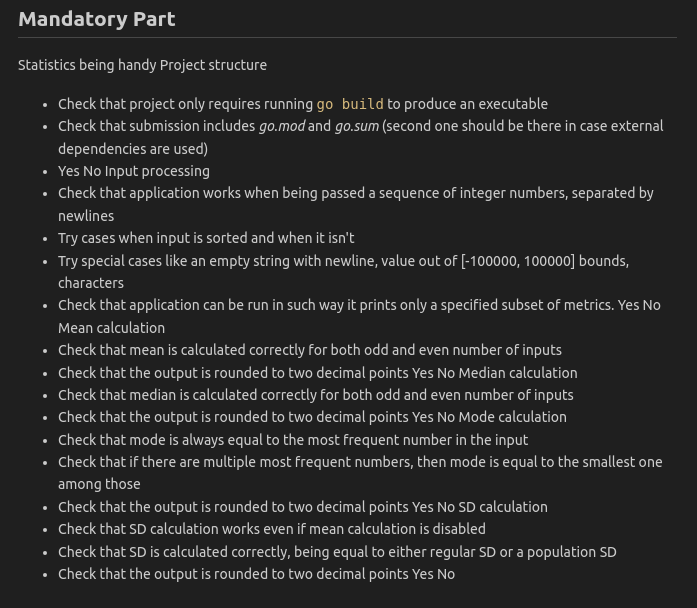 Mandatory Part
Statistics being handy Project structure
• Check that project only requires running go build to produce an executable
• Check that submission includes go.mod and go.sum (second one should be there in case external
dependencies are used)
• Yes No Input processing
• Check that application works when being passed a sequence of integer numbers, separated by
newlines
• Try cases when input is sorted and when it isn't
• Try special cases like an empty string with newline, value out of [-100000, 100000] bounds,
characters
• Check that application can be run in such way it prints only a specified subset of metrics. Yes No
Mean calculation
• Check that mean is calculated correctly for both odd and even number of inputs
• Check that the output is rounded to two decimal points Yes No Median calculation
• Check that median is calculated correctly for both odd and even number of inputs
• Check that the output is rounded to two decimal points Yes No Mode calculation
• Check that mode is always equal to the most frequent number in the input
• Check that if there are multiple most frequent numbers, then mode is equal to the smallest one
among those
• Check that the output is rounded to two decimal points Yes No SD calculation
• Check that SD calculation works even if mean calculation is disabled
• Check that SD is calculated correctly, being equal to either regular SD or a population SD
• Check that the output is rounded to two decimal points Yes No